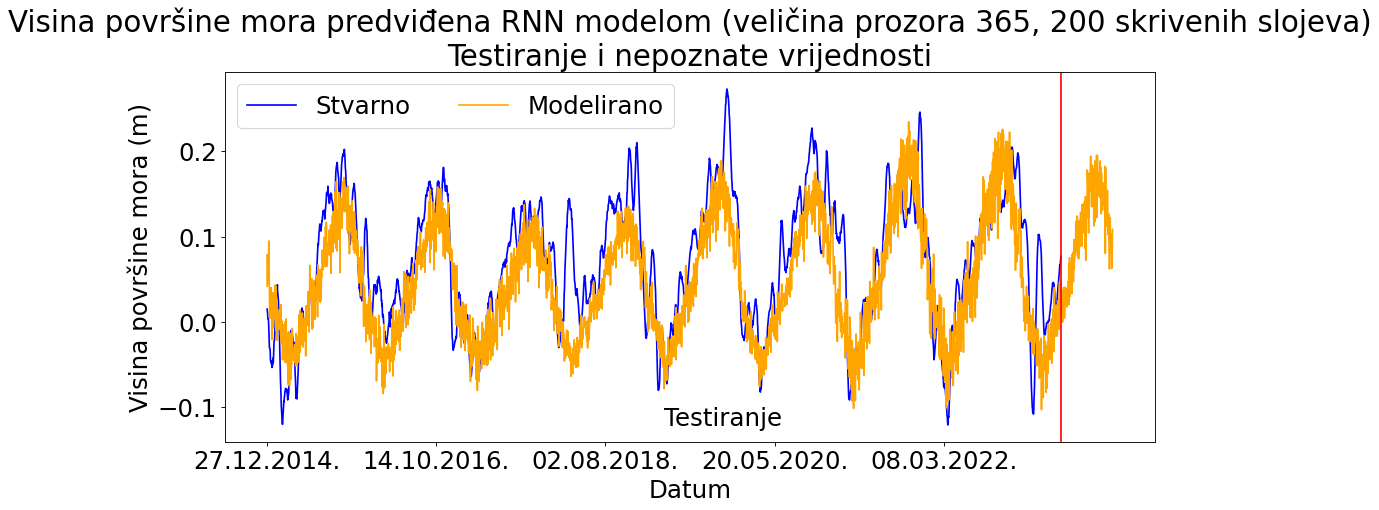 Visina površine mora predviđena RNN modelom (veličina prozora 365, 200 skrivenih slojeva)
Testiranje i nepoznate vrijednosti
Stvarno Modelirano
Visina površine mora (m)
0.2
0.1
0.0
−0.1
Testiranje
27.12.2014. 14.10.2016. 02.08.2018. 20.05.2020. 08.03.2022.
Datum